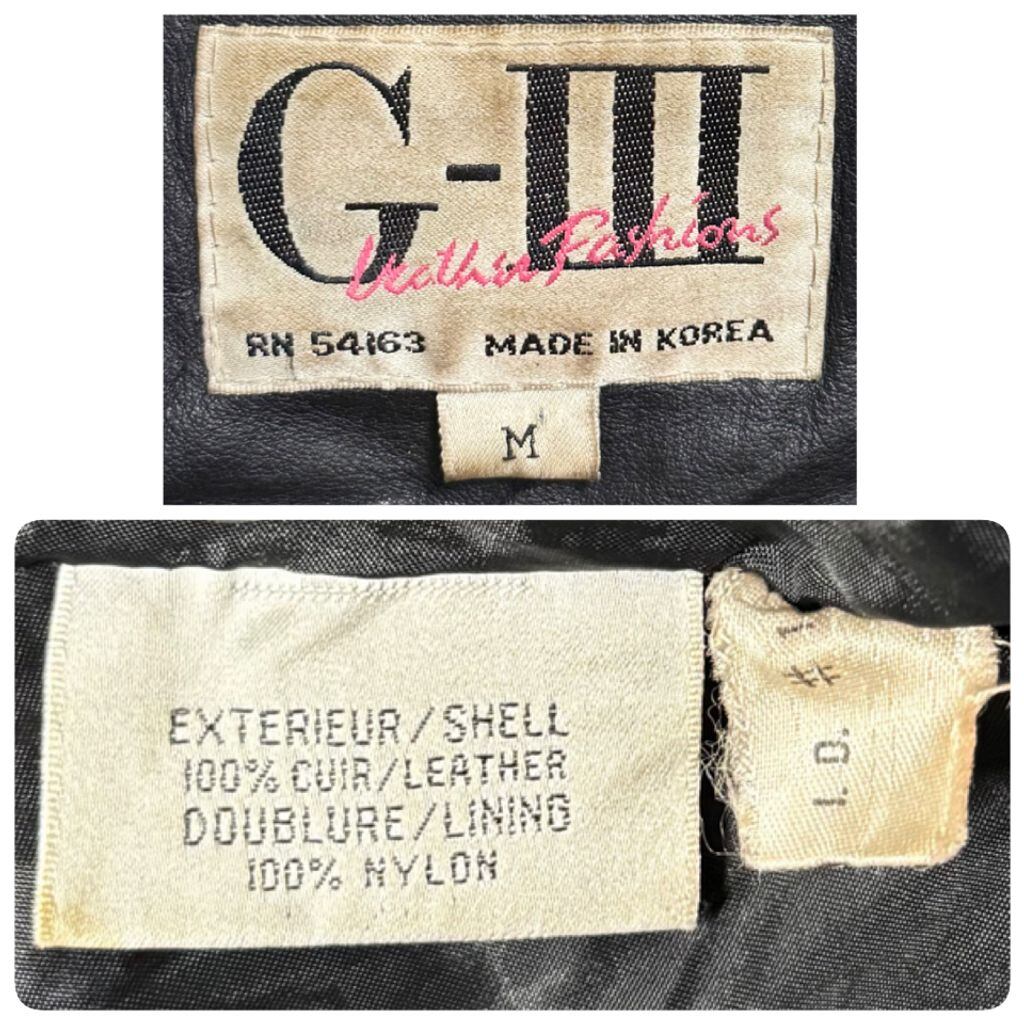 G-III
Leather Fashions
RN 54163 MADE IN KOREA
M
EXTERIEUR/SHELL
100% CUIR/LEATHER
DOUBLURE/LINING
100% NYLON
I.D. #